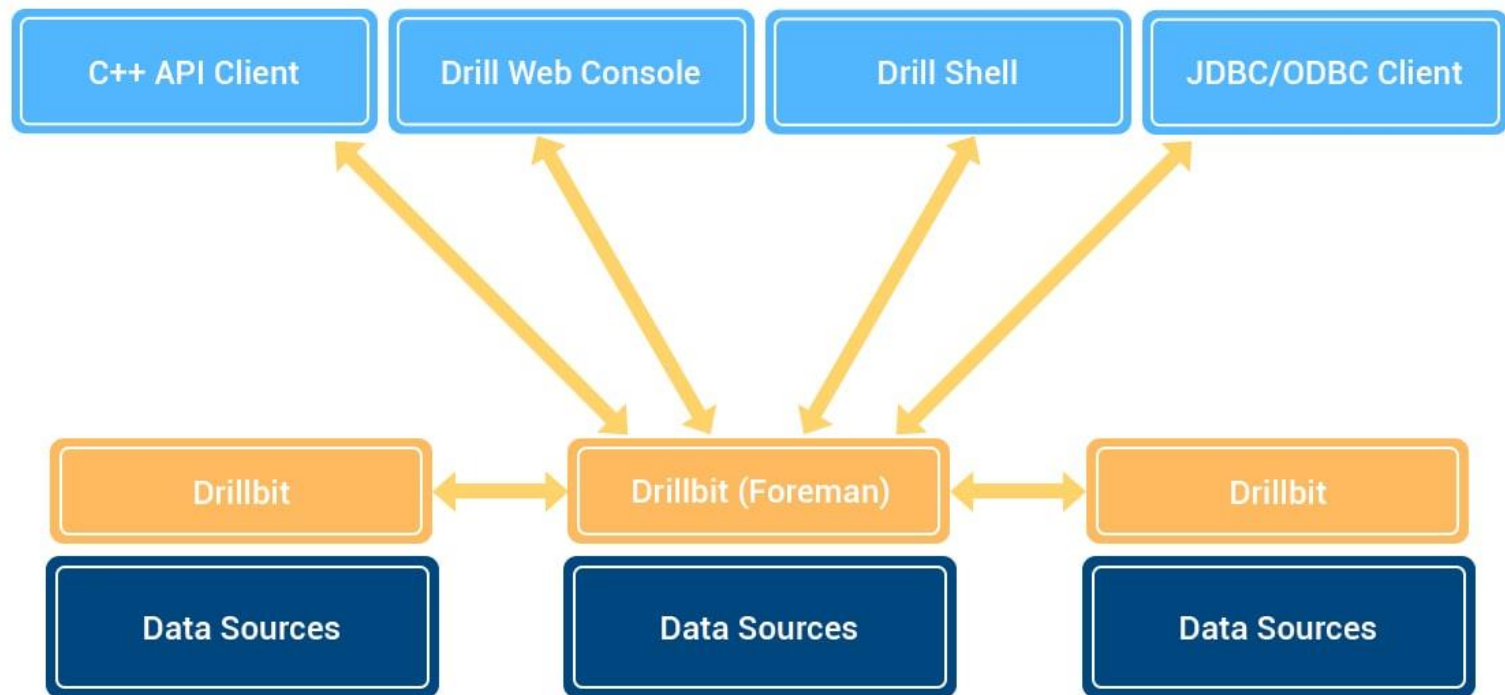 C++ API Client
Drill Web Console
Drill Shell
JDBC/ODBC Client
Drillbit
Drillbit (Foreman)
Drillbit
Data Sources
Data Sources
Data Sources